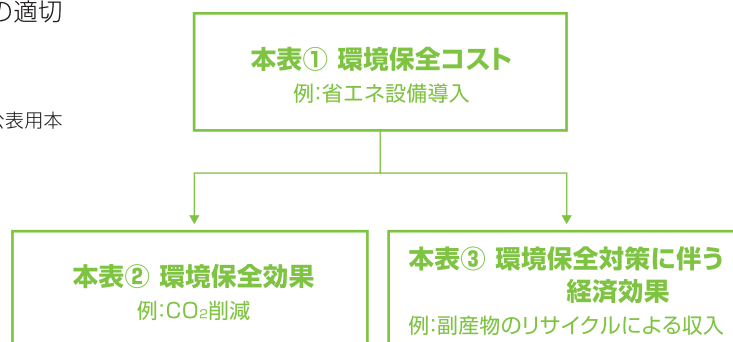 の適切
公表用本
本表① 環境保全コスト
例:省エネ設備導入
本表② 環境保全効果
例:CO₂削減
本表③ 環境保全対策に伴う
経済効果
例:副産物のリサイクルによる収入